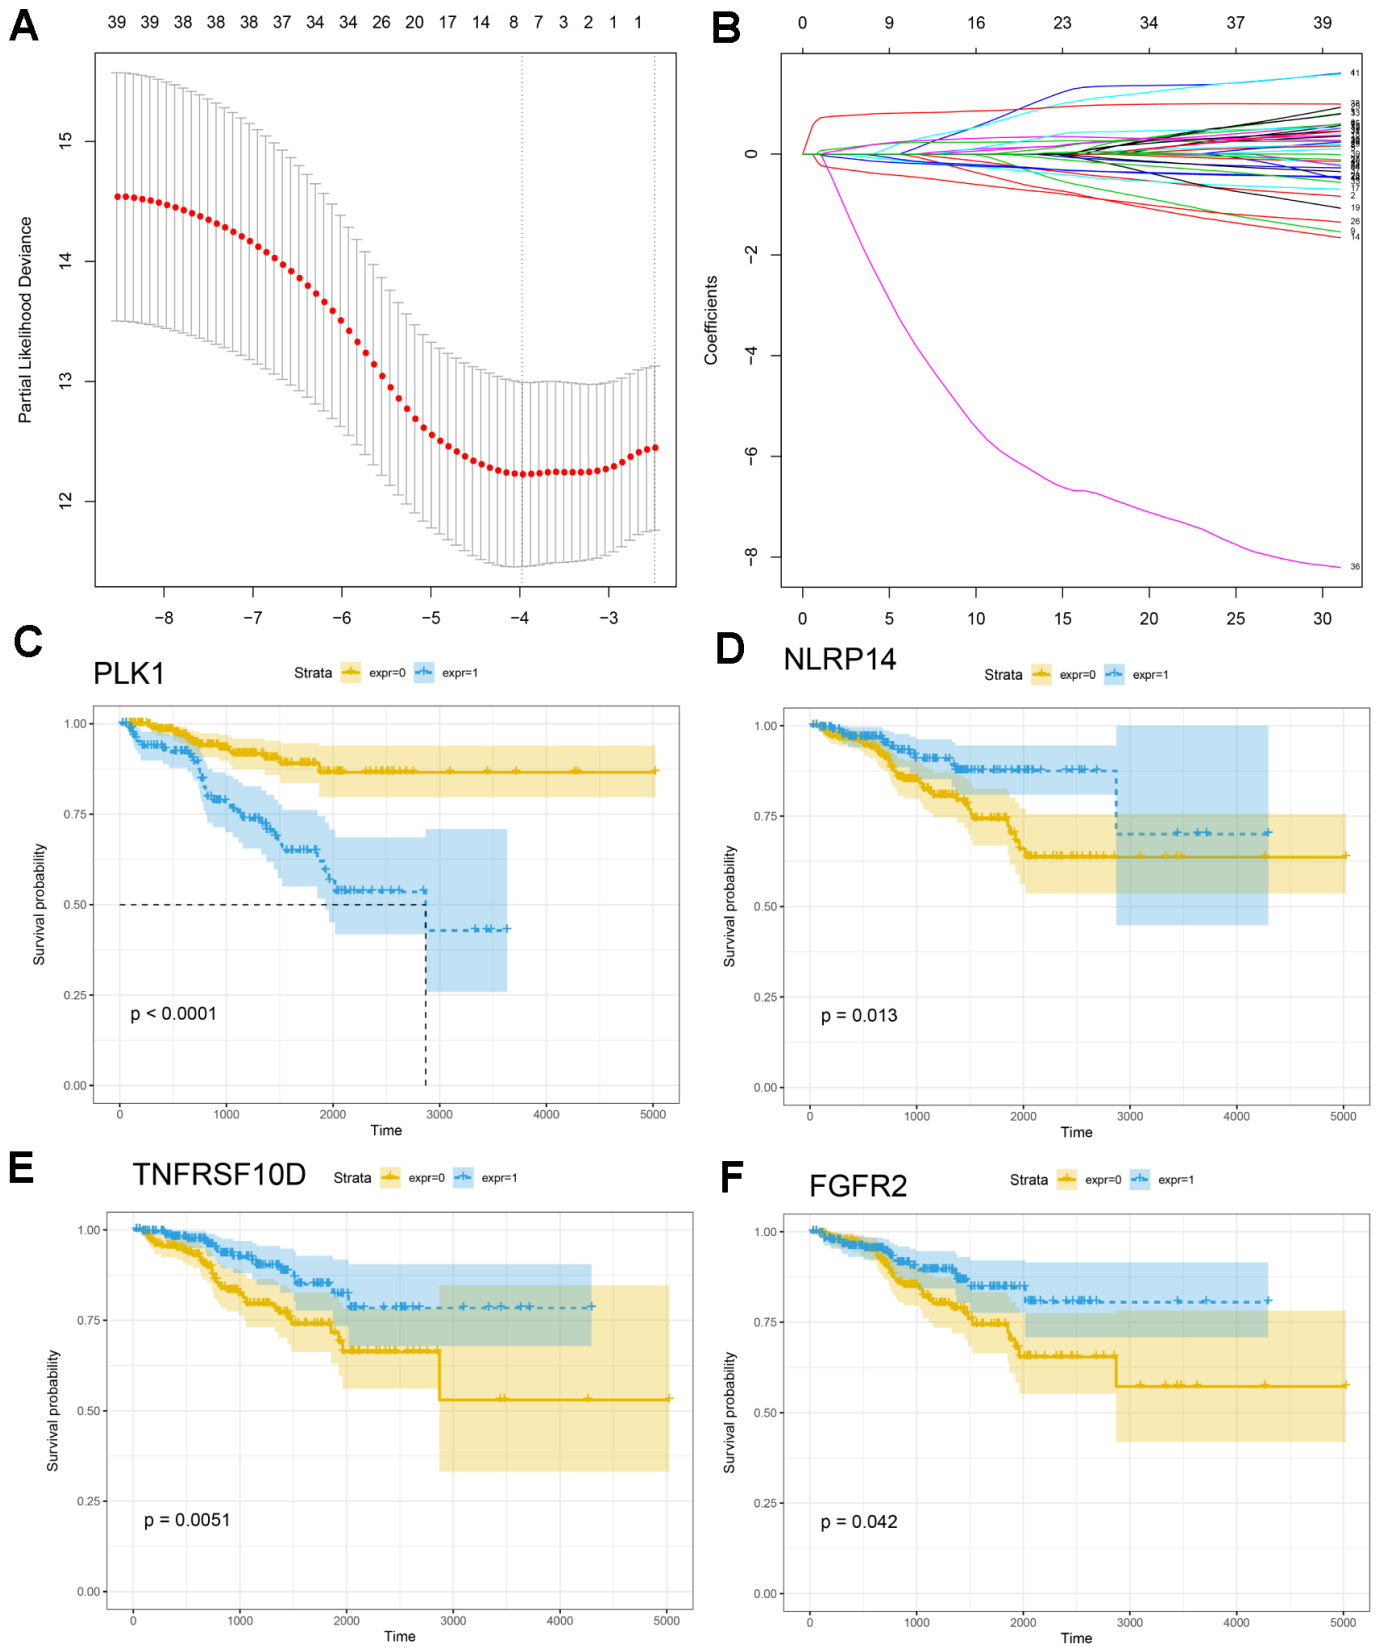 A
39 39 38 38 38 37 34 34 26 20 17 14 8 7 3 2 1 1
Partial Likelihood Deviance
15
14
13
12
−8 −7 −6 −5 −4 −3
B
0 9 16 23 34 37 39
Coefficients
0
−2
−4
−6
−8
41
17
2
19
26
9
14
36
0 5 10 15 20 25 30
C
PLK1
Strata expr=0 expr=1
Survival probability
1.00
0.75
0.50
0.25
0.00
p < 0.0001
0 1000 2000 3000 4000 5000
Time
D
NLRP14
Strata expr=0 expr=1
Survival probability
1.00
0.75
0.50
0.25
0.00
p = 0.013
0 1000 2000 3000 4000 5000
Time
E
TNFRSF10D
Strata expr=0 expr=1
Survival probability
1.00
0.75
0.50
0.25
0.00
p = 0.0051
0 1000 2000 3000 4000 5000
Time
F
FGFR2
Strata expr=0 expr=1
Survival probability
1.00
0.75
0.50
0.25
0.00
p = 0.042
0 1000 2000 3000 4000 5000
Time